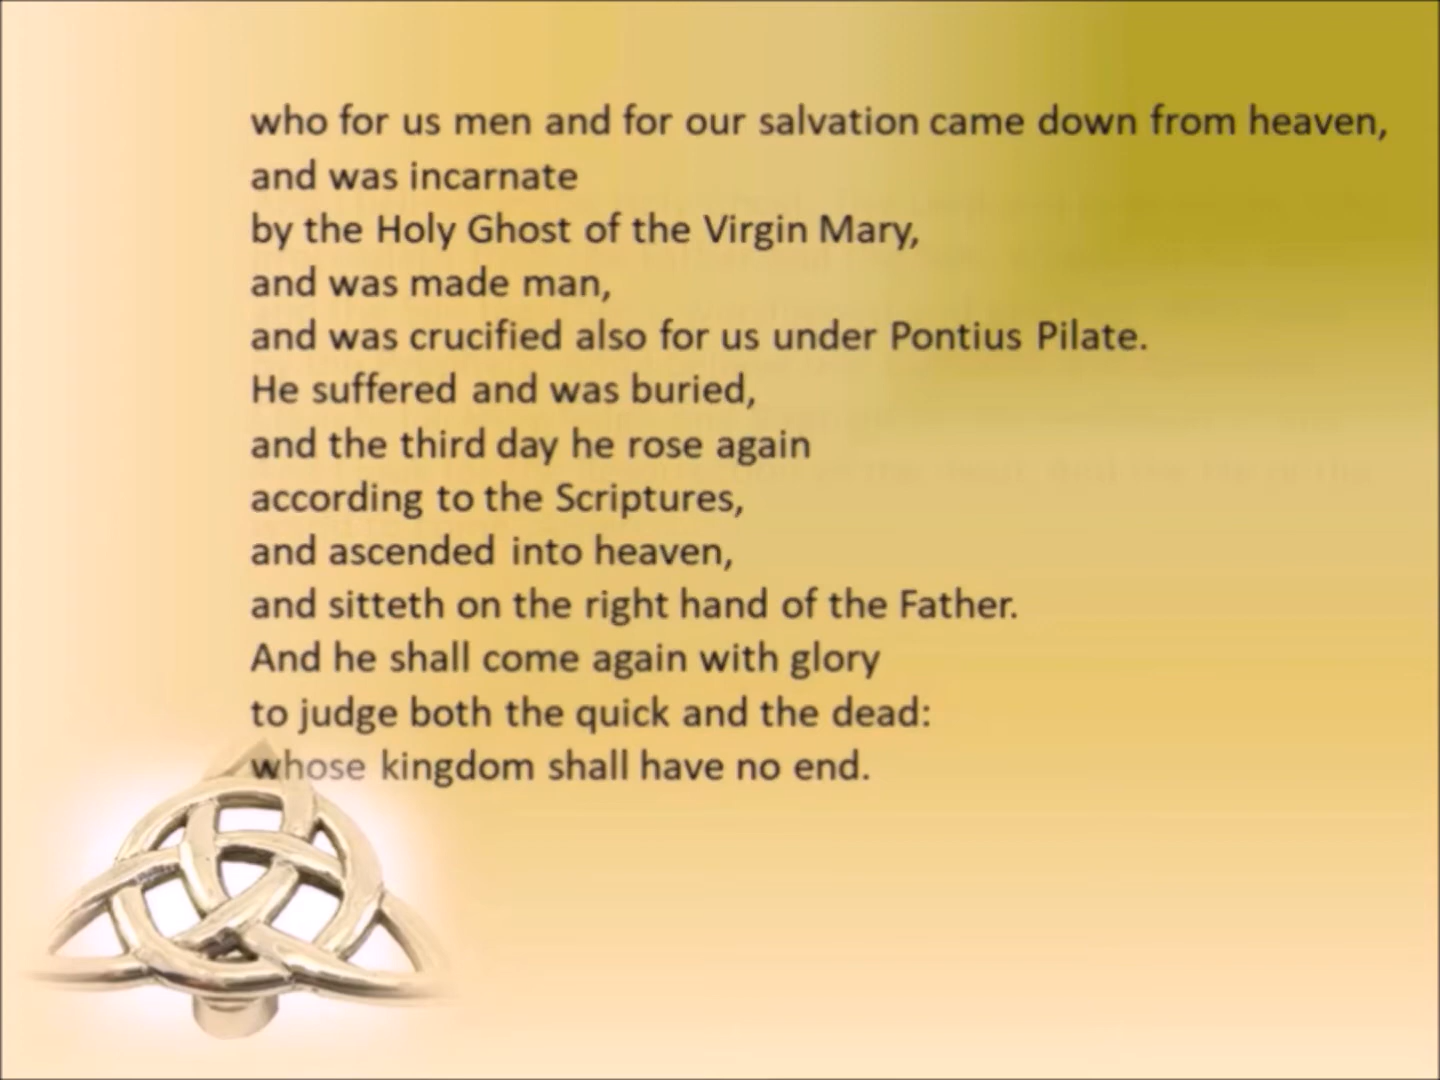 who for us men and for our salvation came down from heaven,
and was incarnate
by the Holy Ghost of the Virgin Mary,
and was made man,
and was crucified also for us under Pontius Pilate.
He suffered and was buried,
and the third day he rose again
according to the Scriptures,
and ascended into heaven,
and sitteth on the right hand of the Father.
And he shall come again with glory
to judge both the quick and the dead:
whose kingdom shall have no end.